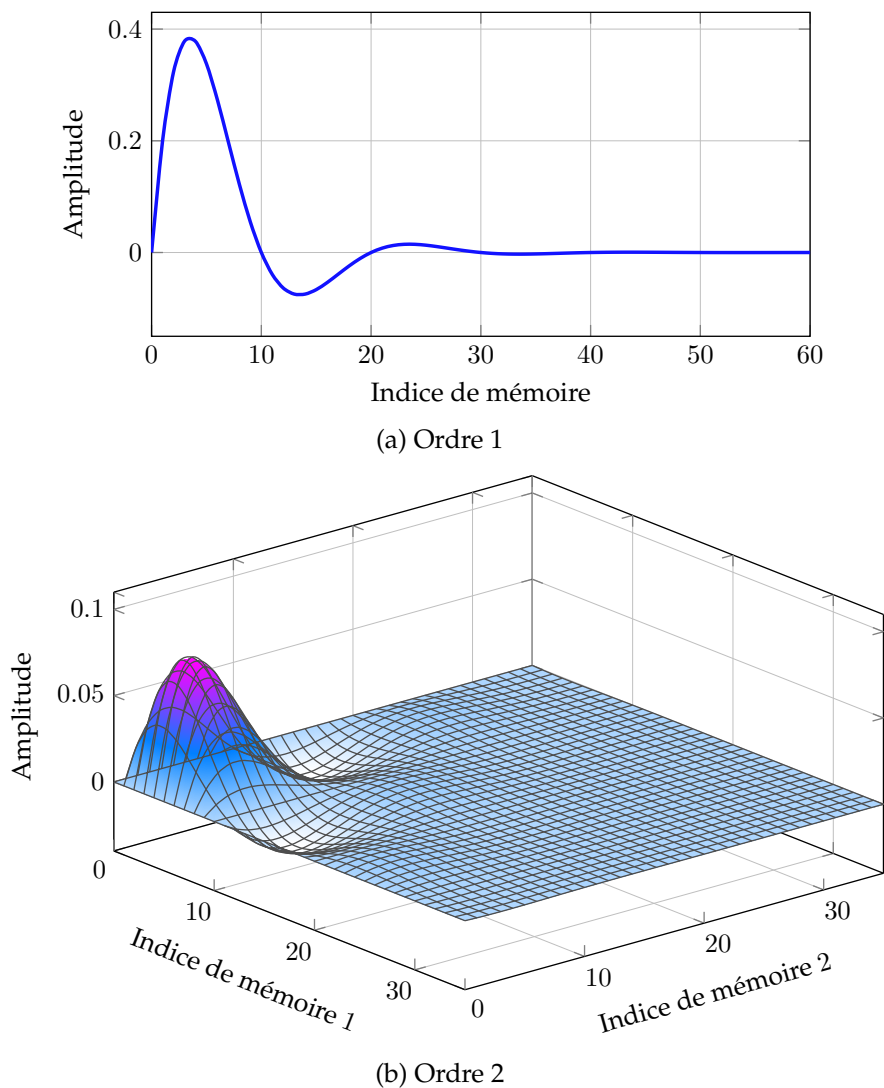 0.4
0.2
0
Amplitude
0 10 20 30 40 50 60
Indice de mémoire
(a) Ordre 1
0.1
0.05
0
Amplitude
0
10
20
30
Indice de mémoire 1
0
10
20
30
Indice de mémoire 2
(b) Ordre 2